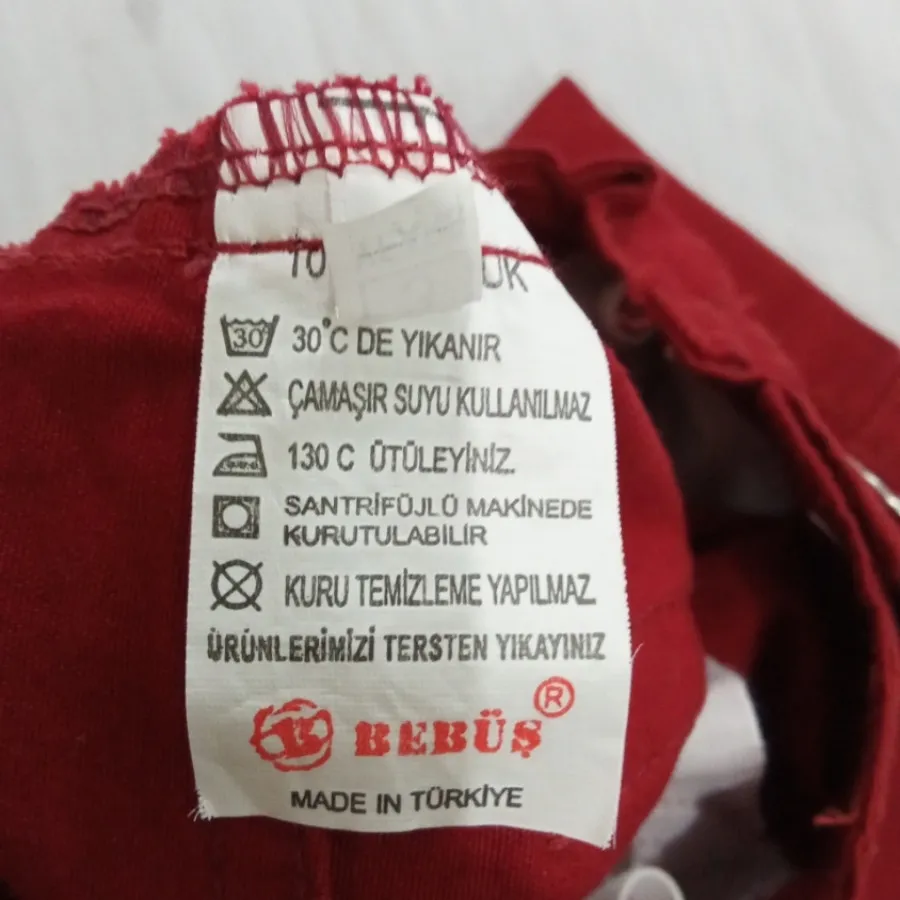 30
30°C DE YIKANIR
ÇAMAŞIR SUYU KULLANILMAZ
130 C ÜTÜLEYİNİZ.
SANTRİFÜJLÜ MAKİNEDE
KURUTULABİLİR
KURU TEMİZLEME YAPILMAZ
ÜRÜNLERİMİZİ TERSTEN YIKAYINIZ
BEBÜŞ®
MADE IN TÜRKİYE